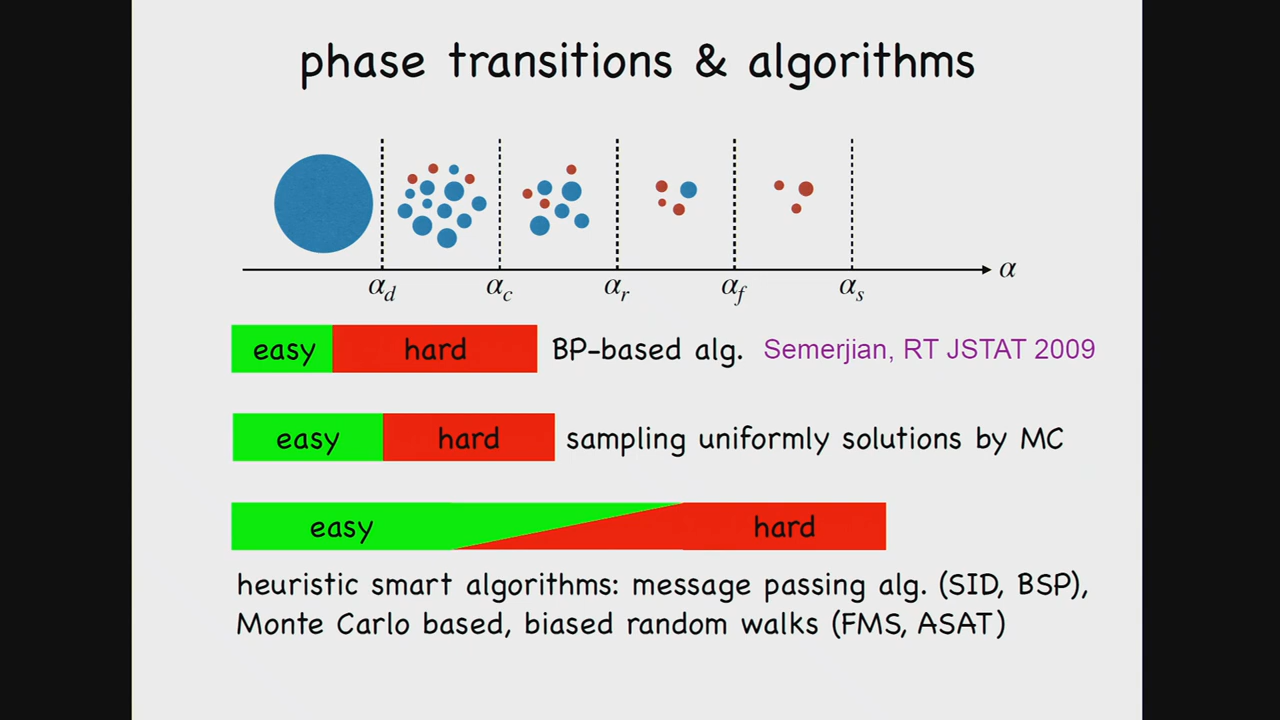 phase transitions & algorithms
α
α_d α_c α_r α_f α_s
easy hard BP-based alg. Semerjian, RT JSTAT 2009
easy hard sampling uniformly solutions by MC
easy hard
heuristic smart algorithms: message passing alg. (SID, BSP),
Monte Carlo based, biased random walks (FMS, ASAT)